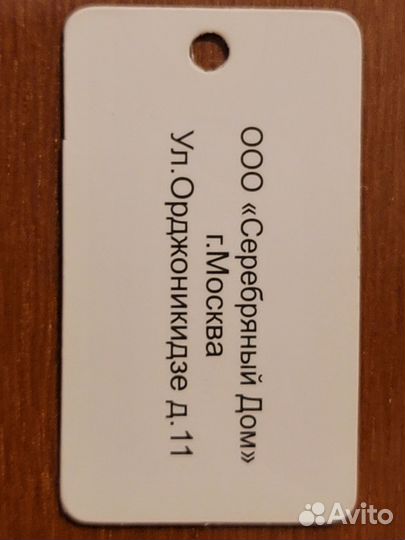 ООО «Серебряный Дом»
г.Москва
Ул.Орджоникидзе д.11
Avito